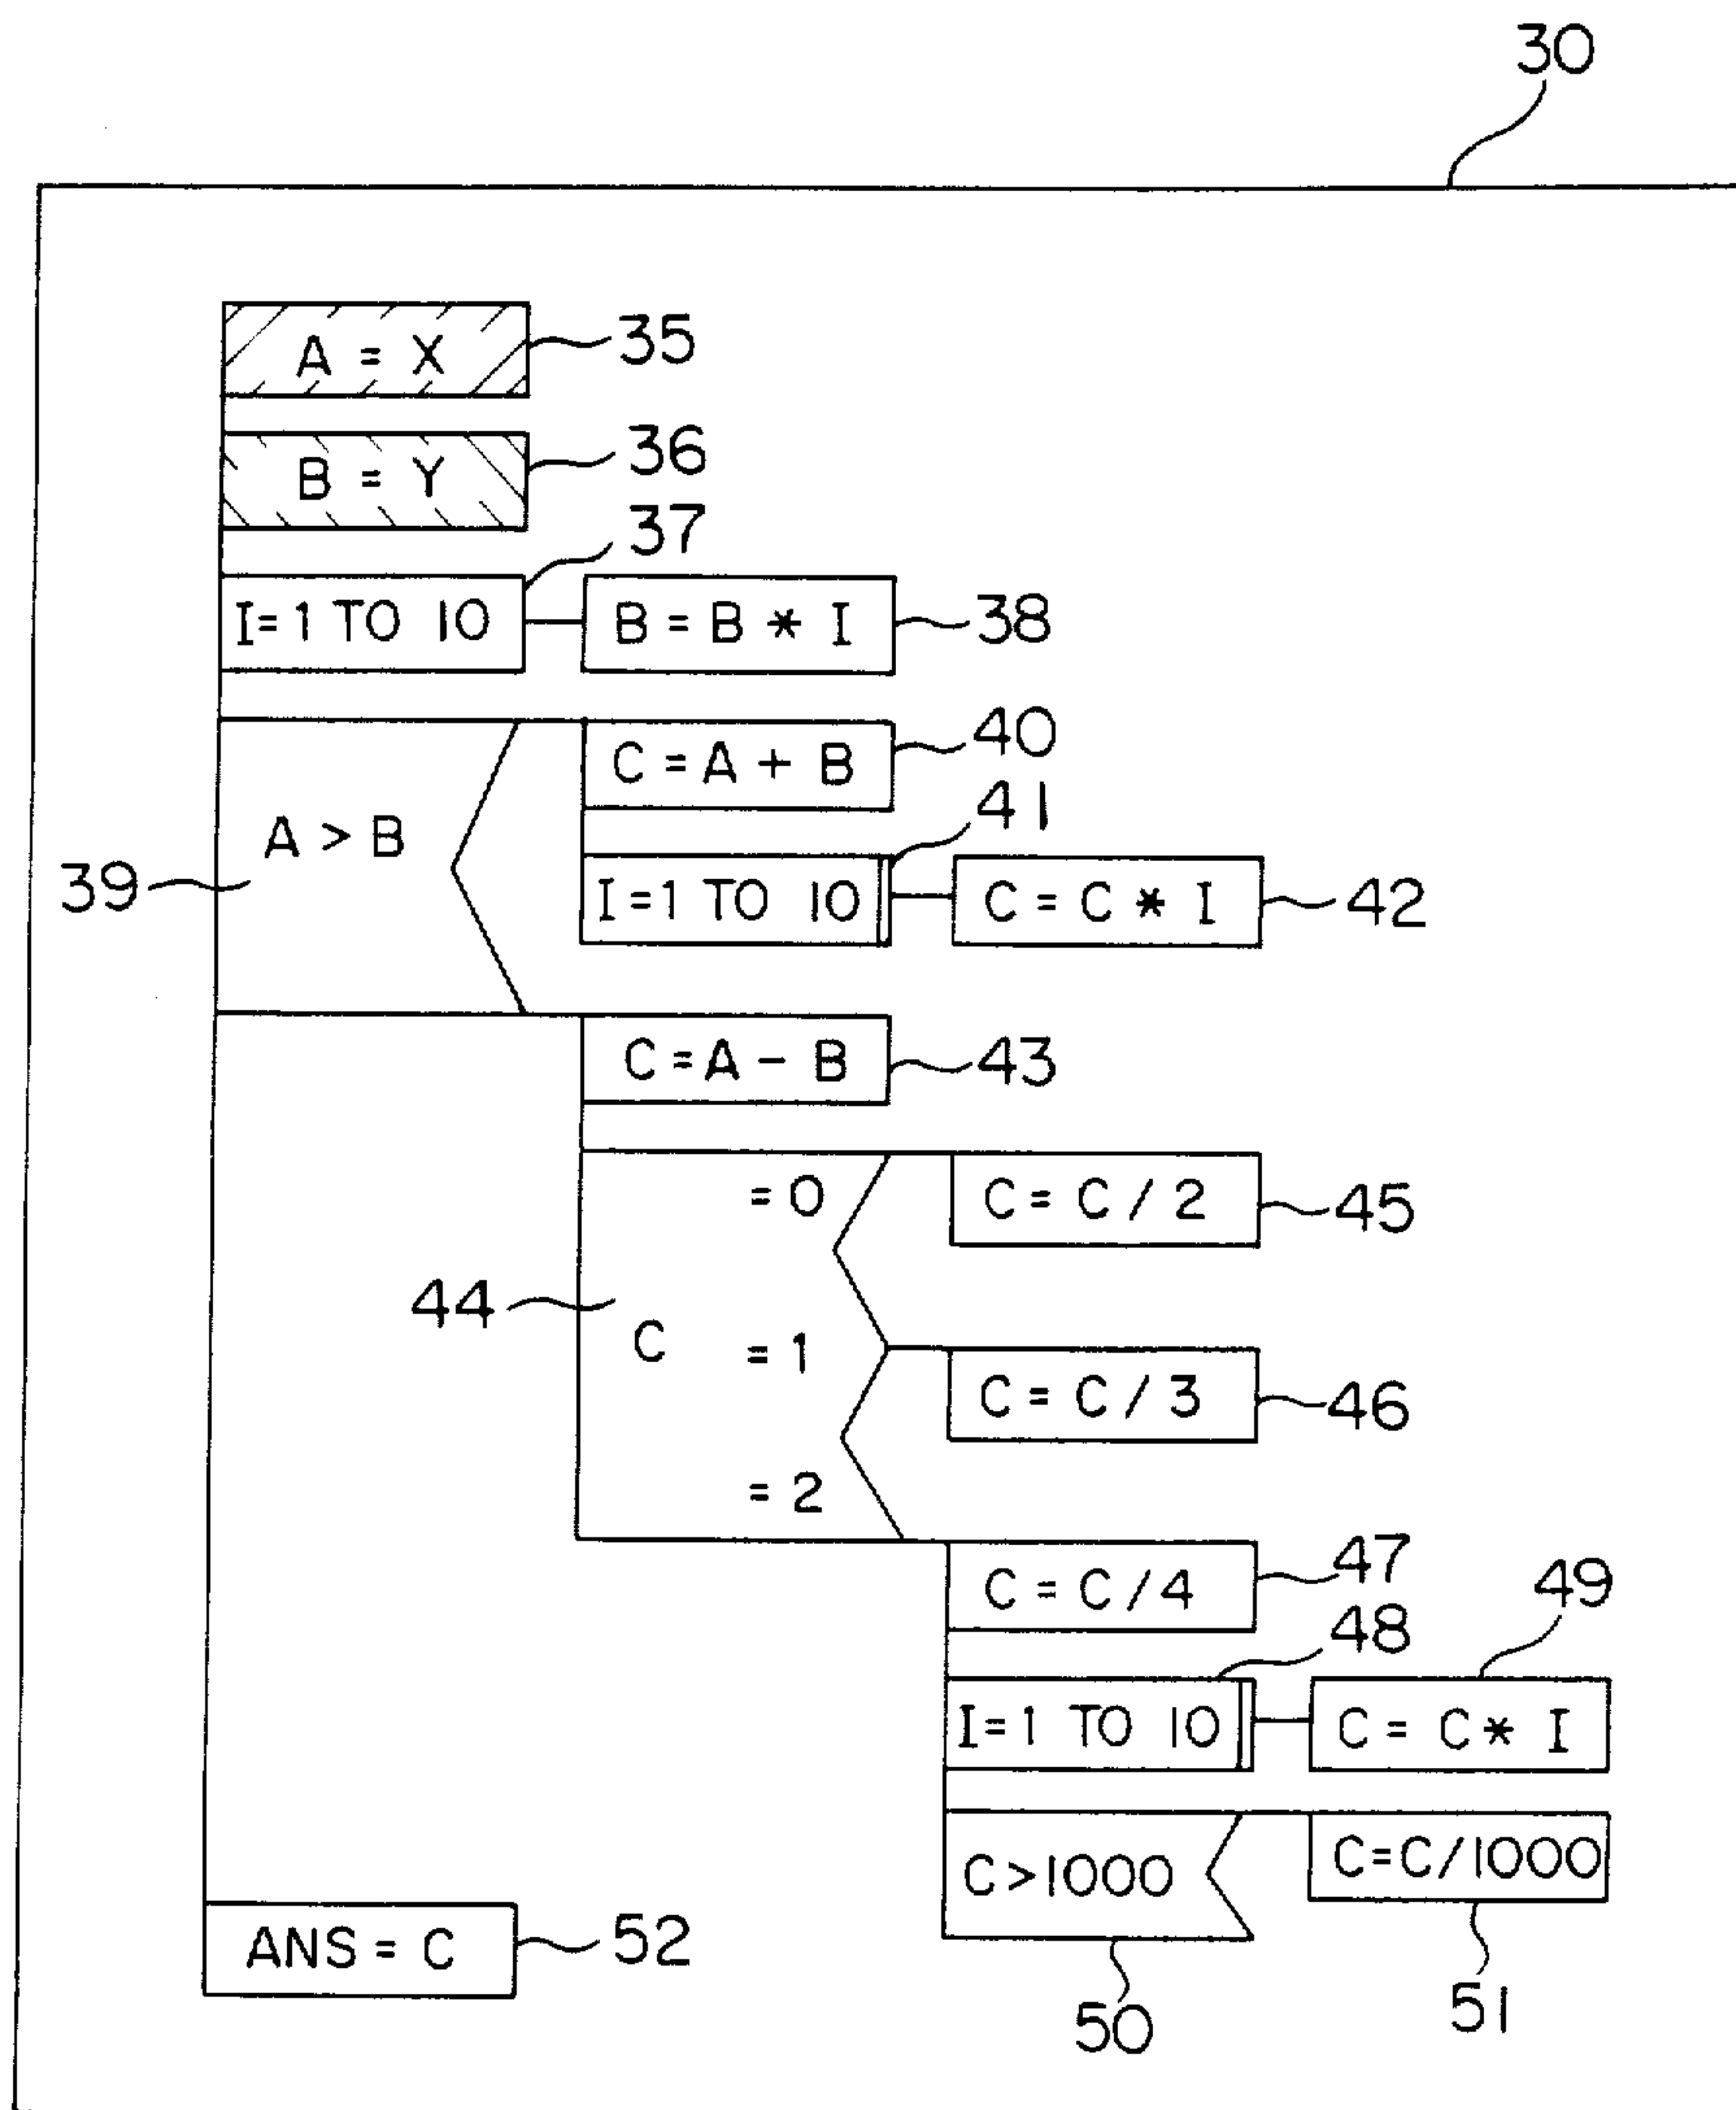 30
A = X
35
B = Y
36
37
I=1 TO 10
B = B * I
38
C = A + B
40
41
A > B
39
I=1 TO 10
C = C * I
42
C = A - B
43
= 0
C = C / 2
45
44
C
= 1
C = C / 3
46
= 2
C = C / 4
47
48
49
I=1 TO 10
C = C * I
C>1000
C=C/1000
50
51
ANS = C
52